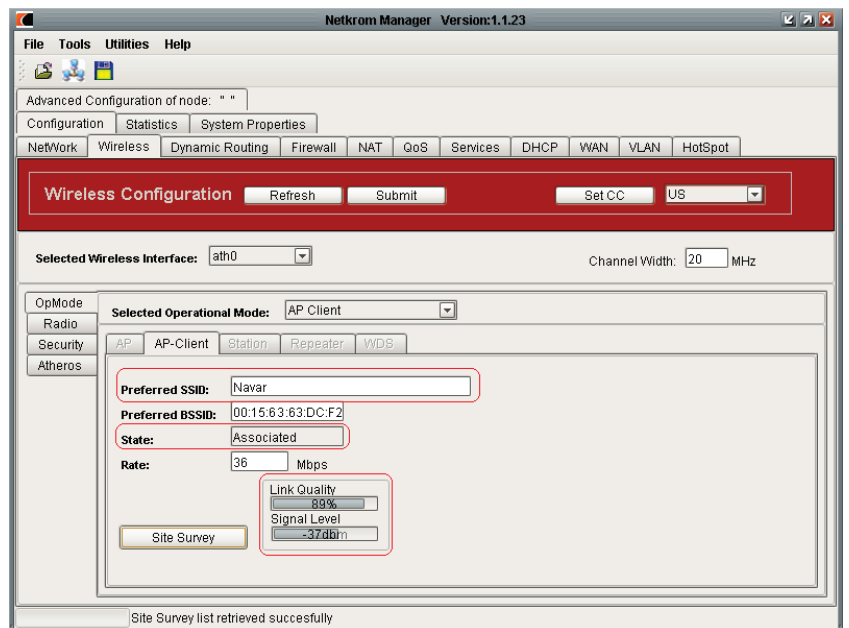 Netkrom Manager Version:1.1.23
File Tools Utilities Help
Advanced Configuration of node: " "
Configuration Statistics System Properties
NetWork Wireless Dynamic Routing Firewall NAT QoS Services DHCP WAN VLAN HotSpot
Wireless Configuration Refresh Submit Set CC US
Selected Wireless Interface: ath0 Channel Width: 20 MHz
OpMode
Radio
Security
Atheros
Selected Operational Mode: AP Client
AP AP-Client Station Repeater WDS
Preferred SSID: Navar
Preferred BSSID: 00:15:63:63:DC:F2
State: Associated
Rate: 36 Mbps
Link Quality
89%
Signal Level
-37dbm
Site Survey
Site Survey list retrieved succesfully